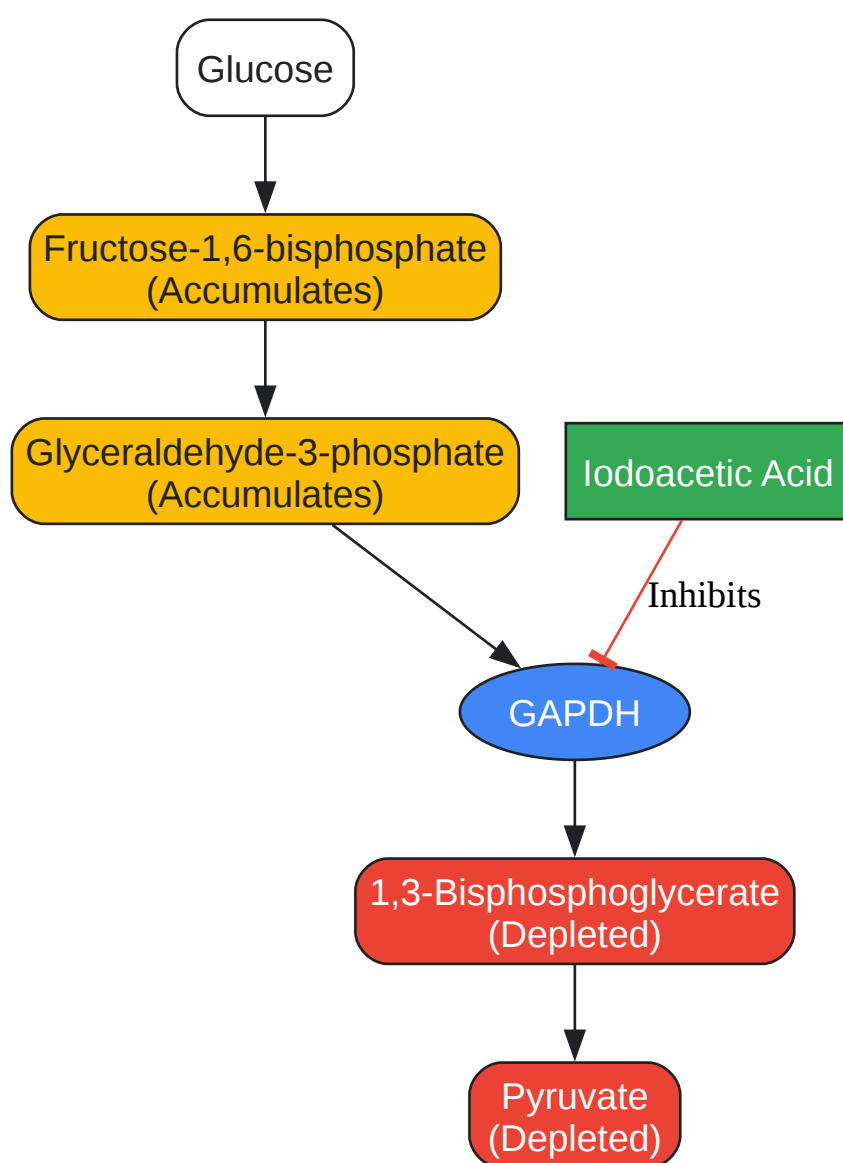 Glucose
Fructose-1,6-bisphosphate
(Accumulates)
Glyceraldehyde-3-phosphate
(Accumulates)
Iodoacetic Acid
Inhibits
GAPDH
1,3-Bisphosphoglycerate
(Depleted)
Pyruvate
(Depleted)